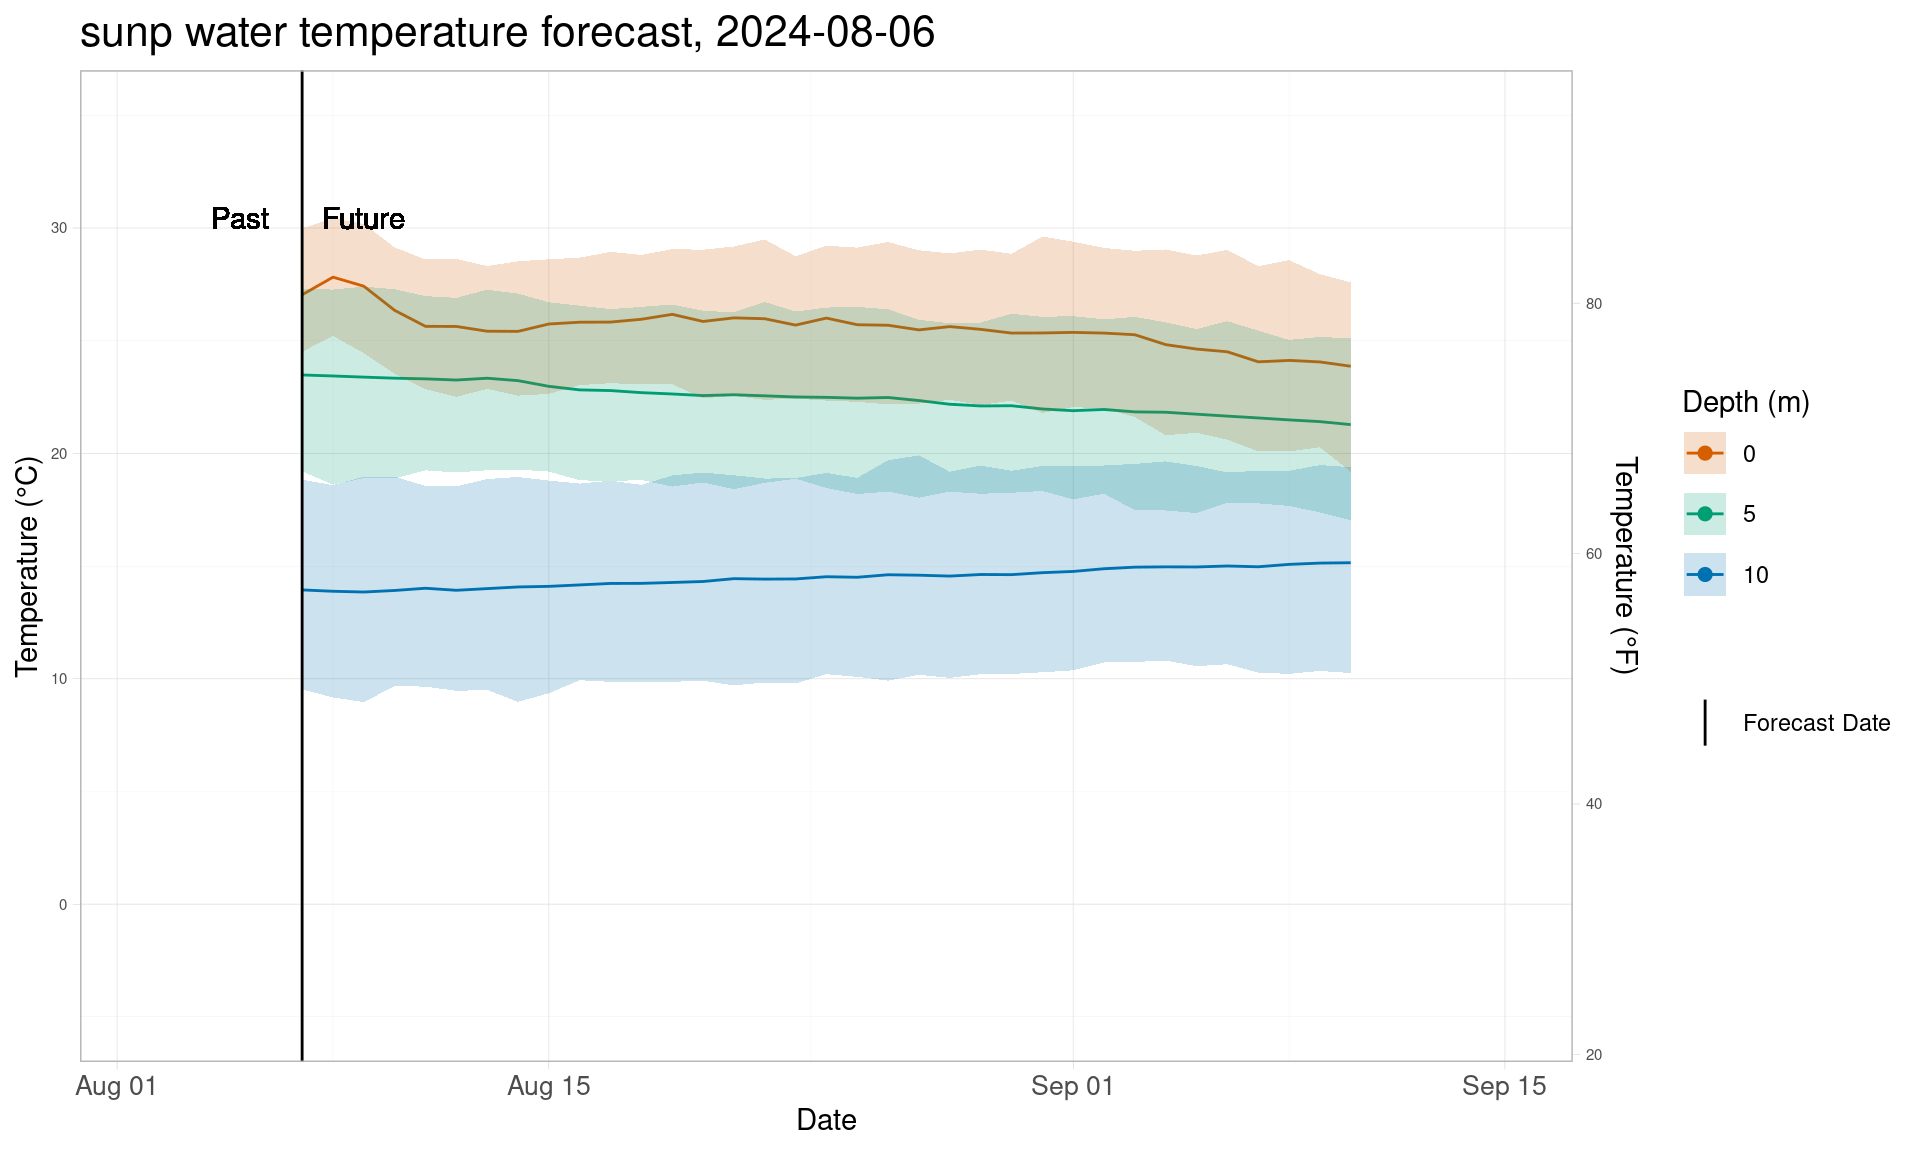 sunp water temperature forecast, 2024-08-06
Past
Future
30
20
10
0
Temperature (°C)
80
60
40
20
Temperature (°F)
Aug 01
Aug 15
Sep 01
Sep 15
Date
Depth (m)
0
5
10
Forecast Date